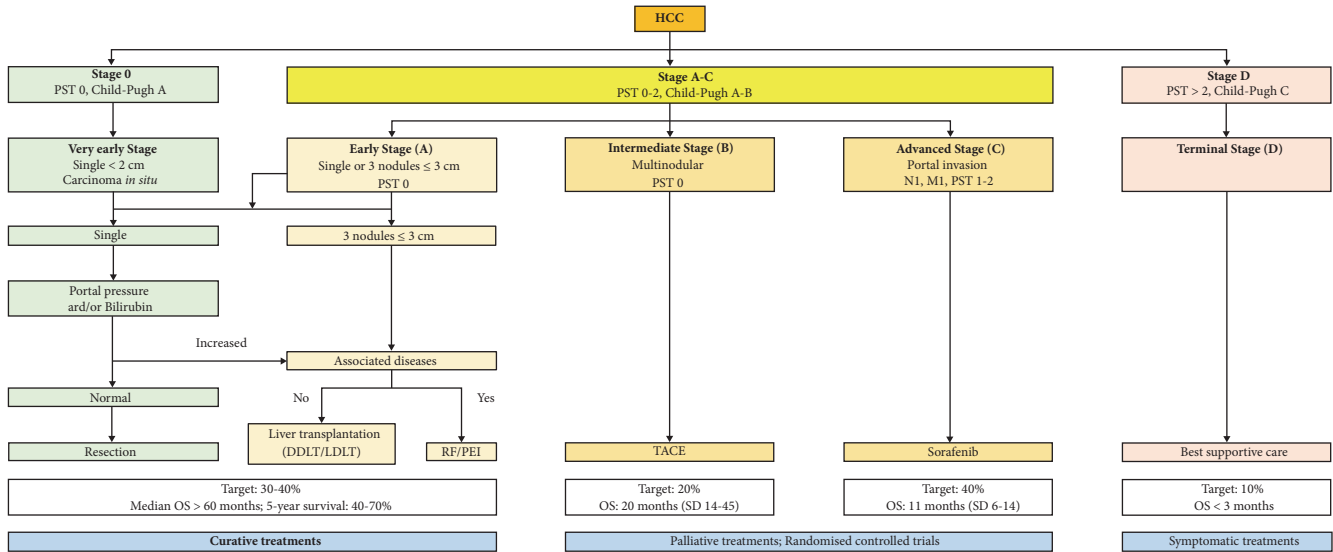 HCC
Stage 0
PST 0, Child-Pugh A
Stage A-C
PST 0-2, Child-Pugh A-B
Stage D
PST > 2, Child-Pugh C
Very early Stage
Single < 2 cm
Carcinoma in situ
Early Stage (A)
Single or 3 nodules ≤ 3 cm
PST 0
Intermediate Stage (B)
Multinodular
PST 0
Advanced Stage (C)
Portal invasion
N1, M1, PST 1-2
Terminal Stage (D)
Single
3 nodules ≤ 3 cm
Portal pressure
ard/or Bilirubin
Increased
Associated diseases
Normal
No
Yes
Resection
Liver transplantation
(DDLT/LDLT)
RF/PEI
TACE
Sorafenib
Best supportive care
Target: 30-40%
Median OS > 60 months; 5-year survival: 40-70%
Target: 20%
OS: 20 months (SD 14-45)
Target: 40%
OS: 11 months (SD 6-14)
Target: 10%
OS < 3 months
Curative treatments
Palliative treatments; Randomised controlled trials
Symptomatic treatments